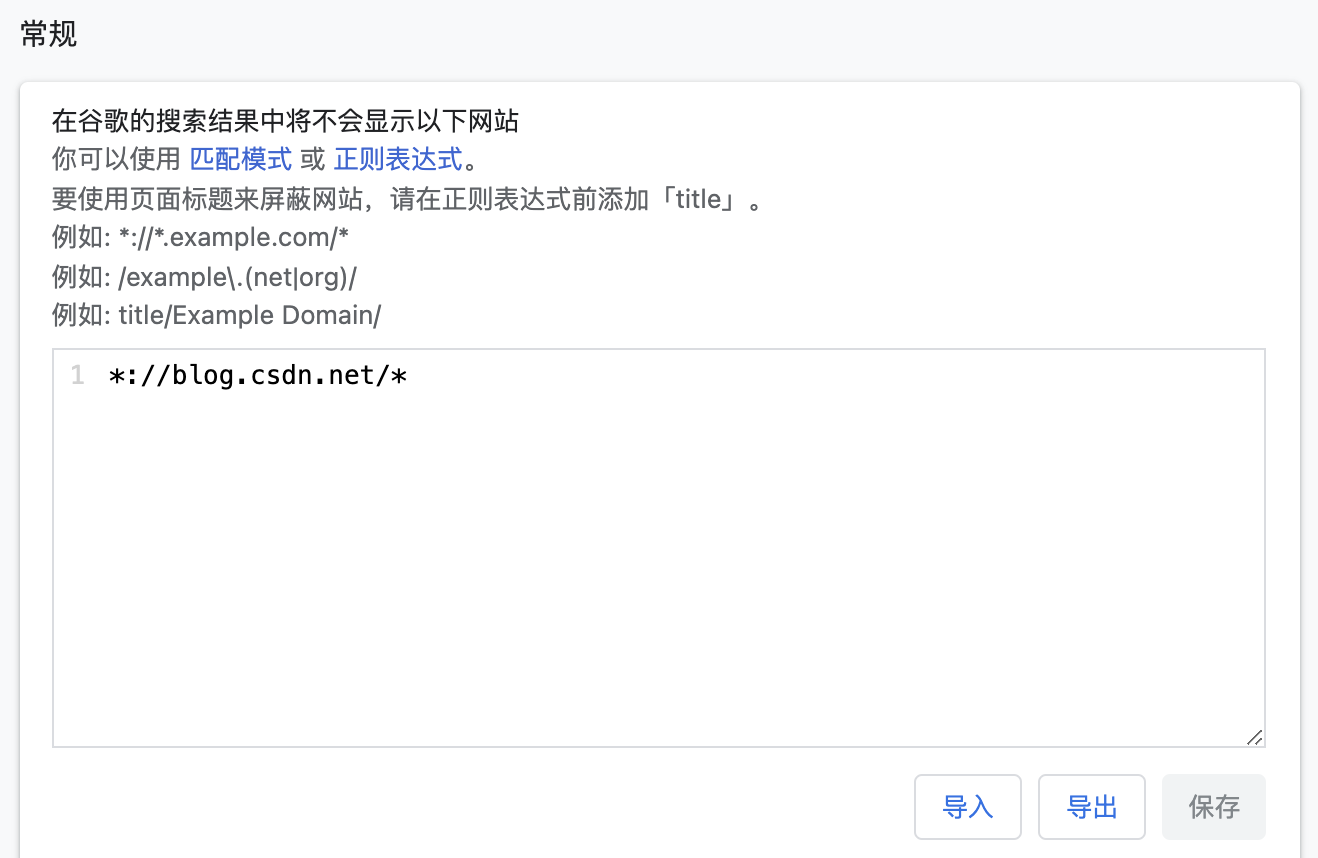 常规
在谷歌的搜索结果中将不会显示以下网站
你可以使用 匹配模式 或 正则表达式。
要使用页面标题来屏蔽网站，请在正则表达式前添加「title」。
例如: *://*.example.com/*
例如: /example\.(net|org)/
例如: title/Example Domain/
1 *://blog.csdn.net/*
导入 导出 保存